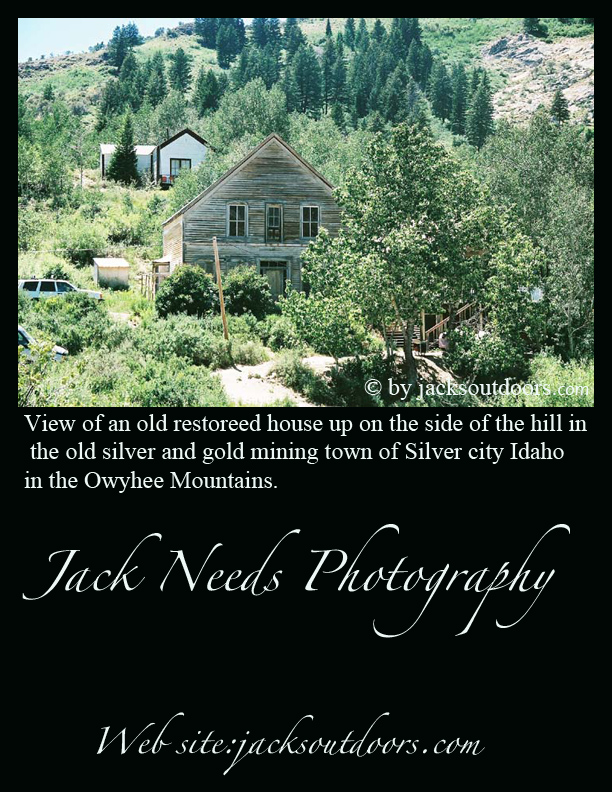 © by jacksoutdoors.com
View of an old restoreed house up on the side of the hill in
the old silver and gold mining town of Silver city Idaho
in the Owyhee Mountains.
Jack Needs Photography
Web site:jacksoutdoors.com